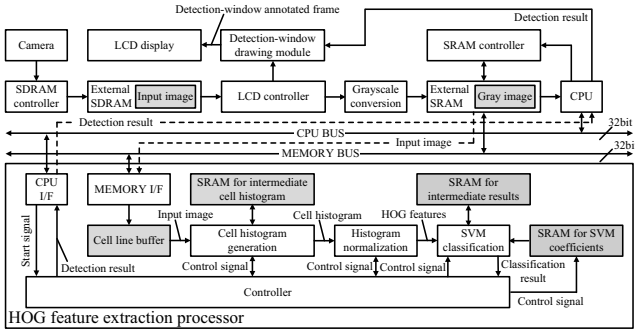 Detection-window annotated frame
Detection result
Camera
LCD display
Detection-window
drawing module
SRAM controller
SDRAM
controller
External
SDRAM
Input image
LCD controller
Grayscale
conversion
External
SRAM
Gray image
CPU
Detection result
CPU BUS
32bit
Input image
MEMORY BUS
32bi
CPU
I/F
MEMORY I/F
SRAM for intermediate
cell histogram
SRAM for
intermediate results
Start signal
Cell line buffer
Input image
Cell histogram
generation
Cell histogram
Histogram
normalization
HOG features
SVM
classification
SRAM for SVM
coefficients
Detection result
Control signal
Control signal
Control signal
Classification
result
Controller
Control signal
HOG feature extraction processor